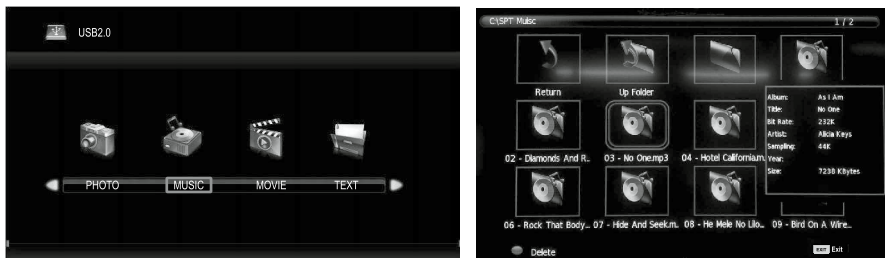 USB2.0
PHOTO MUSIC MOVIE TEXT
C:\SPT Muisc 1 / 2
Return Up Folder
Album: As I Am
Title: No One
Bit Rate: 232K
Artist: Alicia Keys
Sampling: 44K
Year:
Size: 7238 KBytes
02 - Diamonds And R.. 03 - No One.mp3 04 - Hotel California.m.
06 - Rock That Body... 07 - Hide And Seek.m.. 08 - He Mele No Lilo... 09 - Bird On A Wire...
Delete EXIT Exit